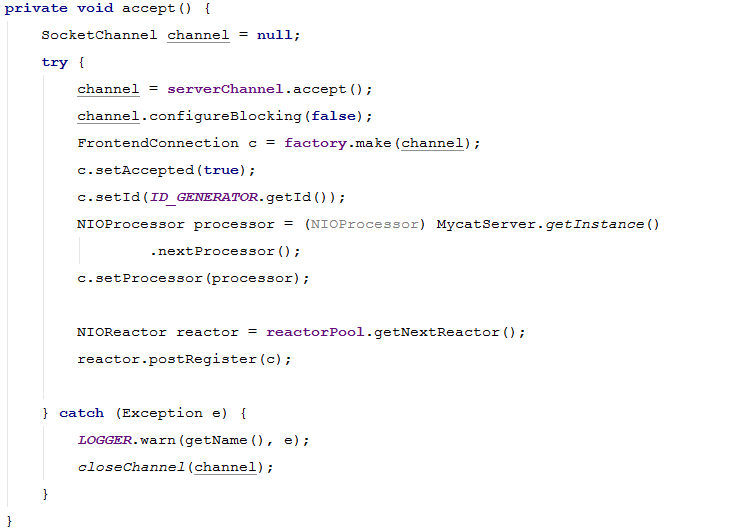 private void accept() {
    SocketChannel channel = null;
    try {
        channel = serverChannel.accept();
        channel.configureBlocking(false);
        FrontendConnection c = factory.make(channel);
        c.setAccepted(true);
        c.setId(ID_GENERATOR.getId());
        NIOProcessor processor = (NIOProcessor) MycatServer.getInstance()
                .nextProcessor();
        c.setProcessor(processor);

        NIOReactor reactor = reactorPool.getNextReactor();
        reactor.postRegister(c);

    } catch (Exception e) {
        LOGGER.warn(getName(), e);
        closeChannel(channel);
    }
}